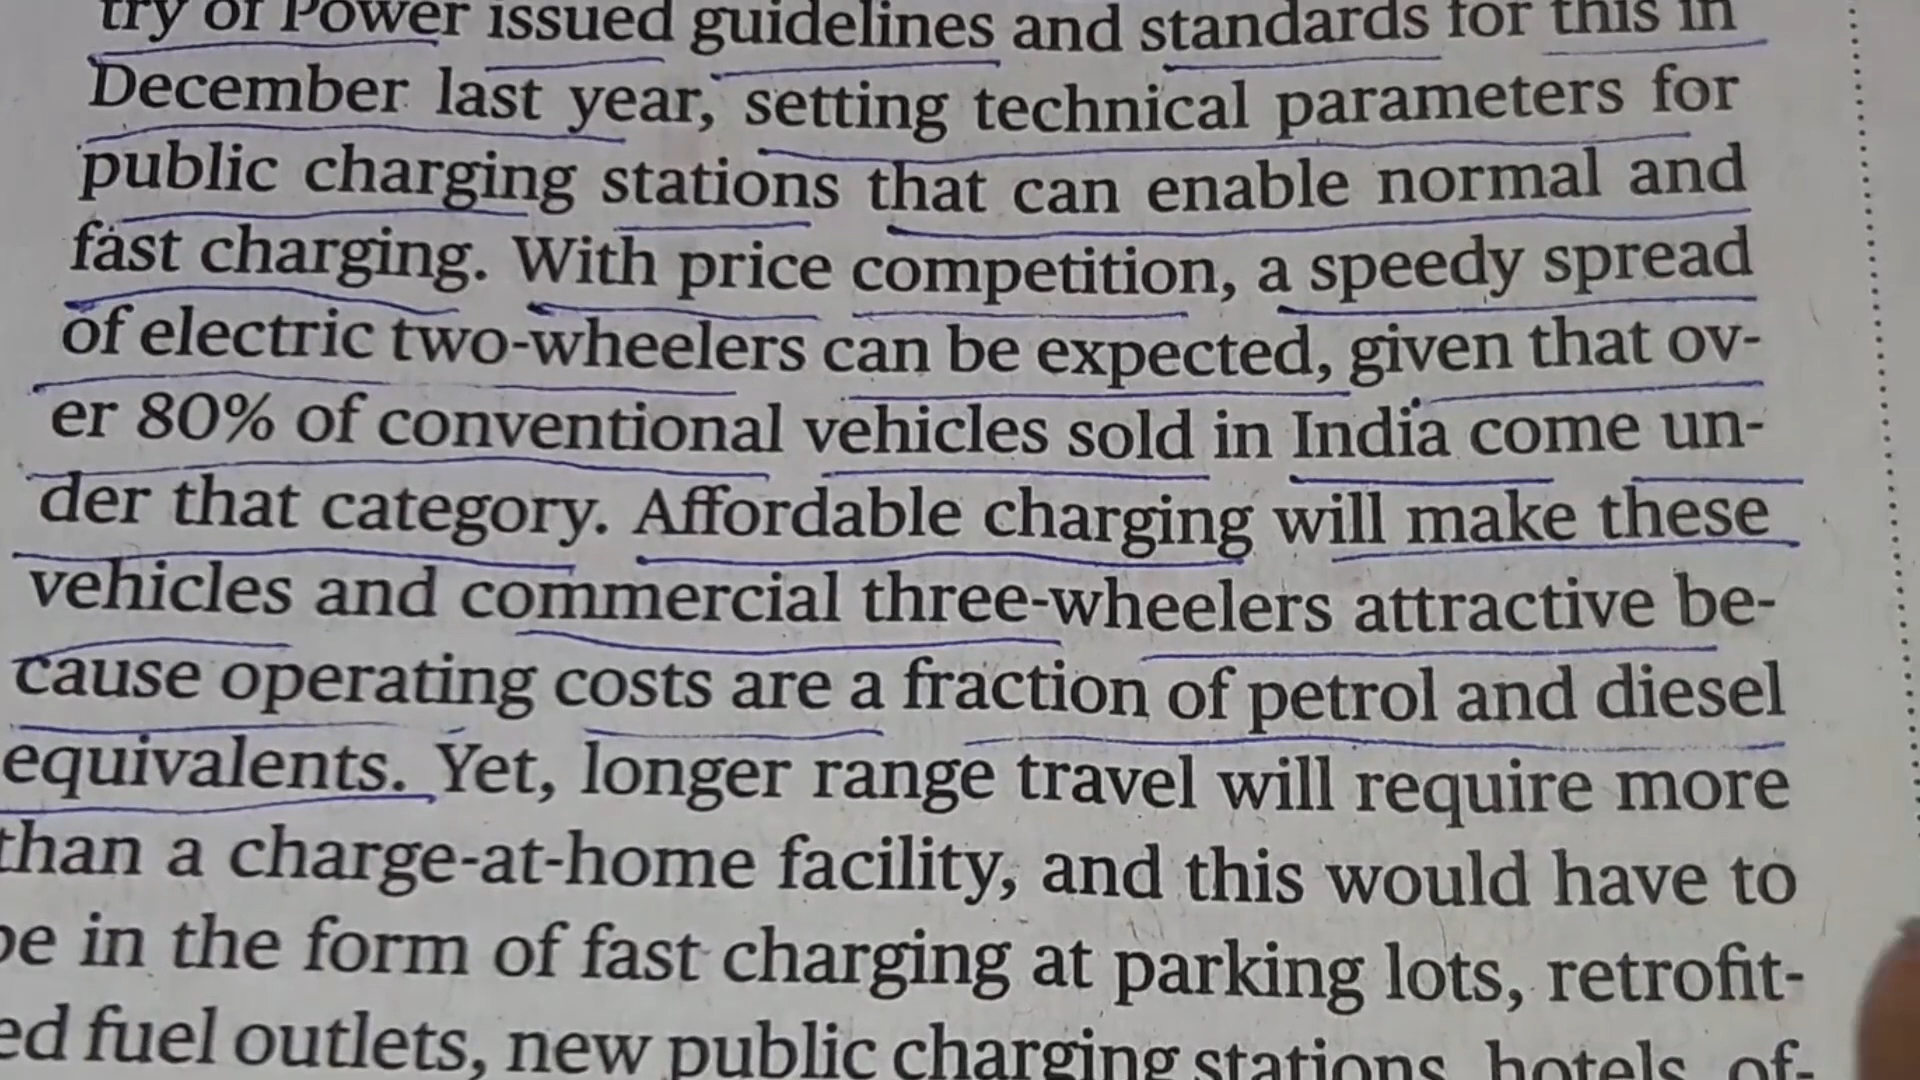 try of Power issued guidelines and standards for this in
December last year, setting technical parameters for
public charging stations that can enable normal and
fast charging. With price competition, a speedy spread
of electric two-wheelers can be expected, given that ov-
er 80% of conventional vehicles sold in India come un-
der that category. Affordable charging will make these
vehicles and commercial three-wheelers attractive be-
cause operating costs are a fraction of petrol and diesel
equivalents. Yet, longer range travel will require more
than a charge-at-home facility, and this would have to
be in the form of fast charging at parking lots, retrofit-
ed fuel outlets, new public charging stations, hotels, of-